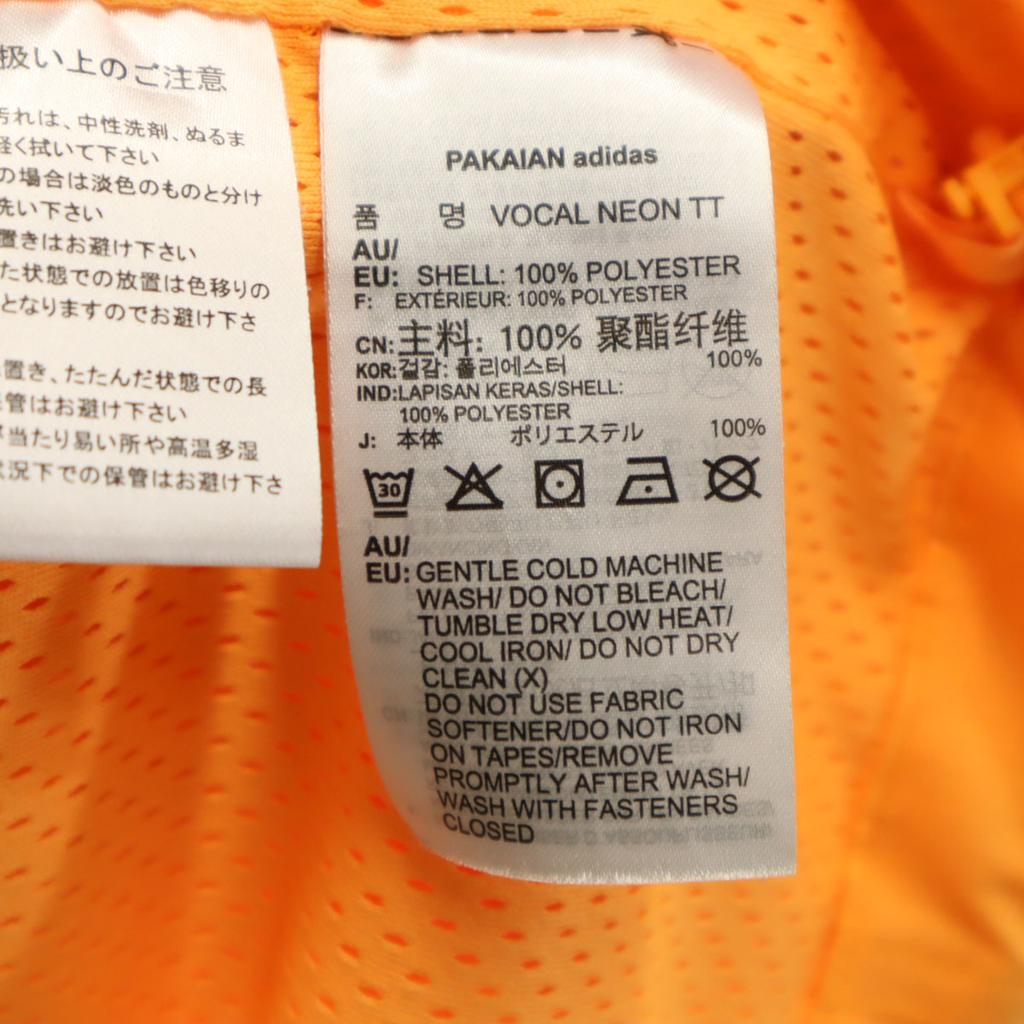 扱い上のご注意
汚れは、中性洗剤、ぬるま
軽く拭いて下さい
の場合は淡色のものと分け
洗い下さい
置きはお避け下さい
た状態での放置は色移りの
となりますのでお避け下さ
置き、たたんだ状態での長
保管はお避け下さい
当たり易い所や高温多湿
状況下での保管はお避け下さ
PAKAIAN adidas
품 명 VOCAL NEON TT
AU/
EU: SHELL: 100% POLYESTER
F: EXTÉRIEUR: 100% POLYESTER
CN: 主料: 100% 聚酯纤维
KOR: 겉감: 폴리에스터 100%
IND: LAPISAN KERAS/SHELL:
100% POLYESTER
J: 本体 ポリエステル 100%
30
AU/
EU: GENTLE COLD MACHINE
WASH/ DO NOT BLEACH/
TUMBLE DRY LOW HEAT/
COOL IRON/ DO NOT DRY
CLEAN (X)
DO NOT USE FABRIC
SOFTENER/DO NOT IRON
ON TAPES/REMOVE
PROMPTLY AFTER WASH/
WASH WITH FASTENERS
CLOSED